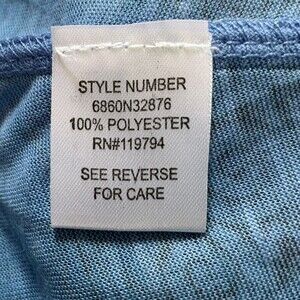 STYLE NUMBER
6860N32876
100% POLYESTER
RN#119794
SEE REVERSE
FOR CARE